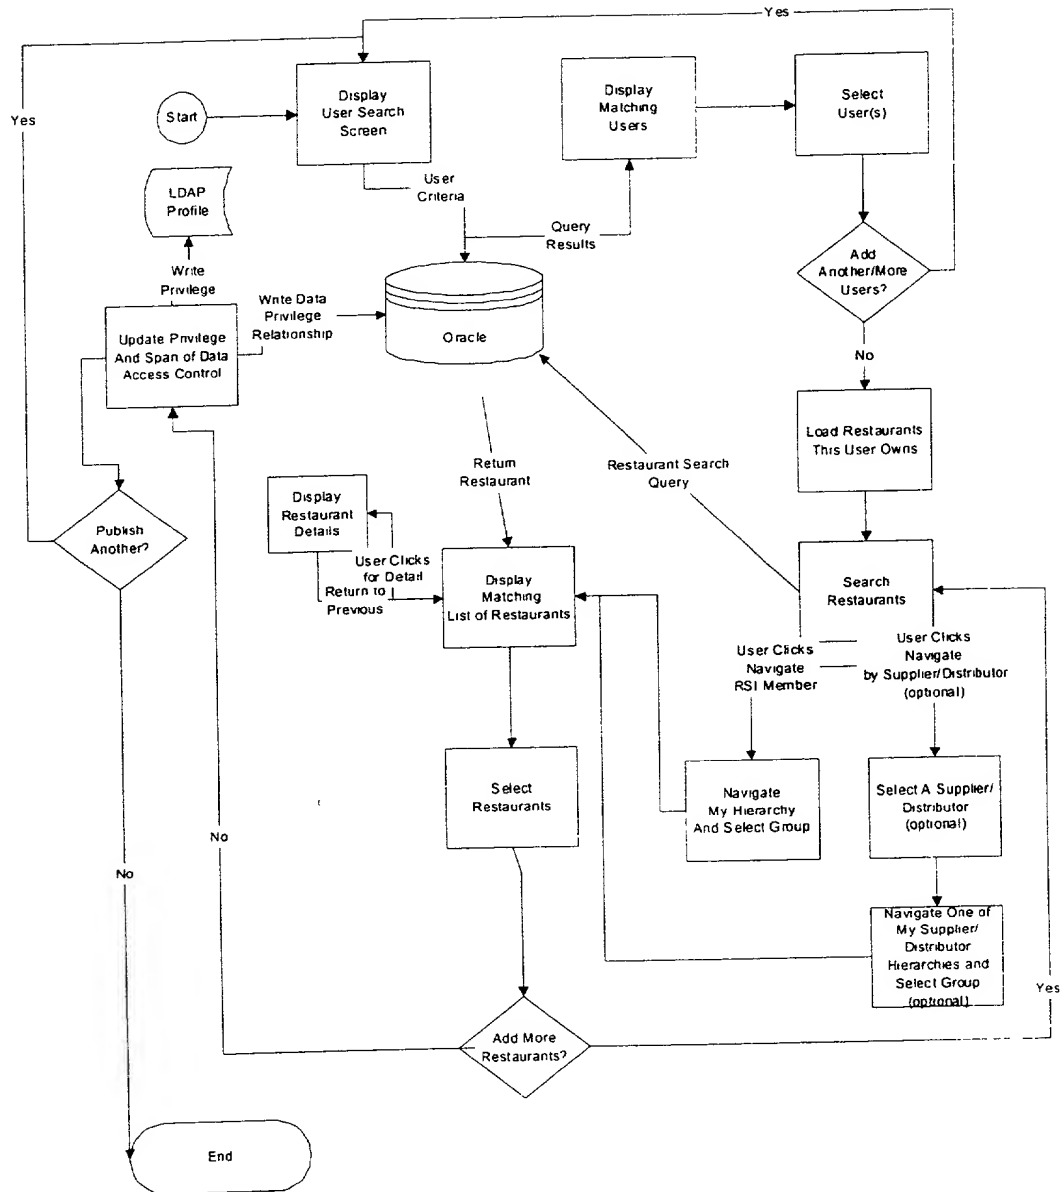 Yes
Yes
Start
Display
User Search
Screen
Display
Matching
Users
Select
User(s)
LDAP
Profile
User
Criteria
Query
Results
Add
Another/More
Users?
Write
Privilege
Write Data
Privilege
Relationship
Update Privilege
And Span of Data
Access Control
Oracle
No
Load Restaurants
This User Owns
Return
Restaurant
Restaurant Search
Query
Display
Restaurant
Details
Publish
Another?
User Clicks
for Detail
Return to
Previous
Display
Matching
List of Restaurants
Search
Restaurants
User Clicks
Navigate
RSI Member
User Clicks
Navigate
by Supplier/Distributor
(optional)
Select
Restaurants
Navigate
My Hierarchy
And Select Group
Select A Supplier/
Distributor
(optional)
No
No
Navigate One of
My Supplier/
Distributor
Hierarchies and
Select Group
(optional)
Yes
Add More
Restaurants?
End